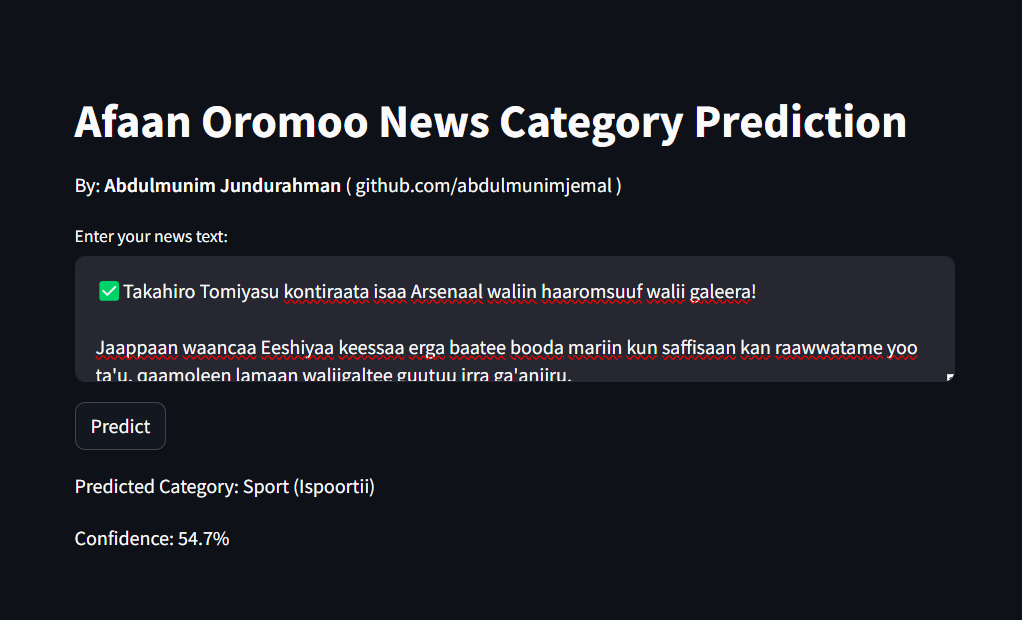 Afaan Oromoo News Category Prediction
By: Abdulmunim Jundurahman ( github.com/abdulmunimjemal )
Enter your news text:
✅ Takahiro Tomiyasu kontiraata isaa Arsenaal waliin haaromsuuf walii galeera!
Jaappaan waancaa Eeshiyaa keessaa erga baatee booda mariin kun saffisaan kan raawwatame yoo
ta'u, qaamoleen lamaan waliigaltee guutuu irra ga'aniiru.
Predict
Predicted Category: Sport (Ispoortii)
Confidence: 54.7%